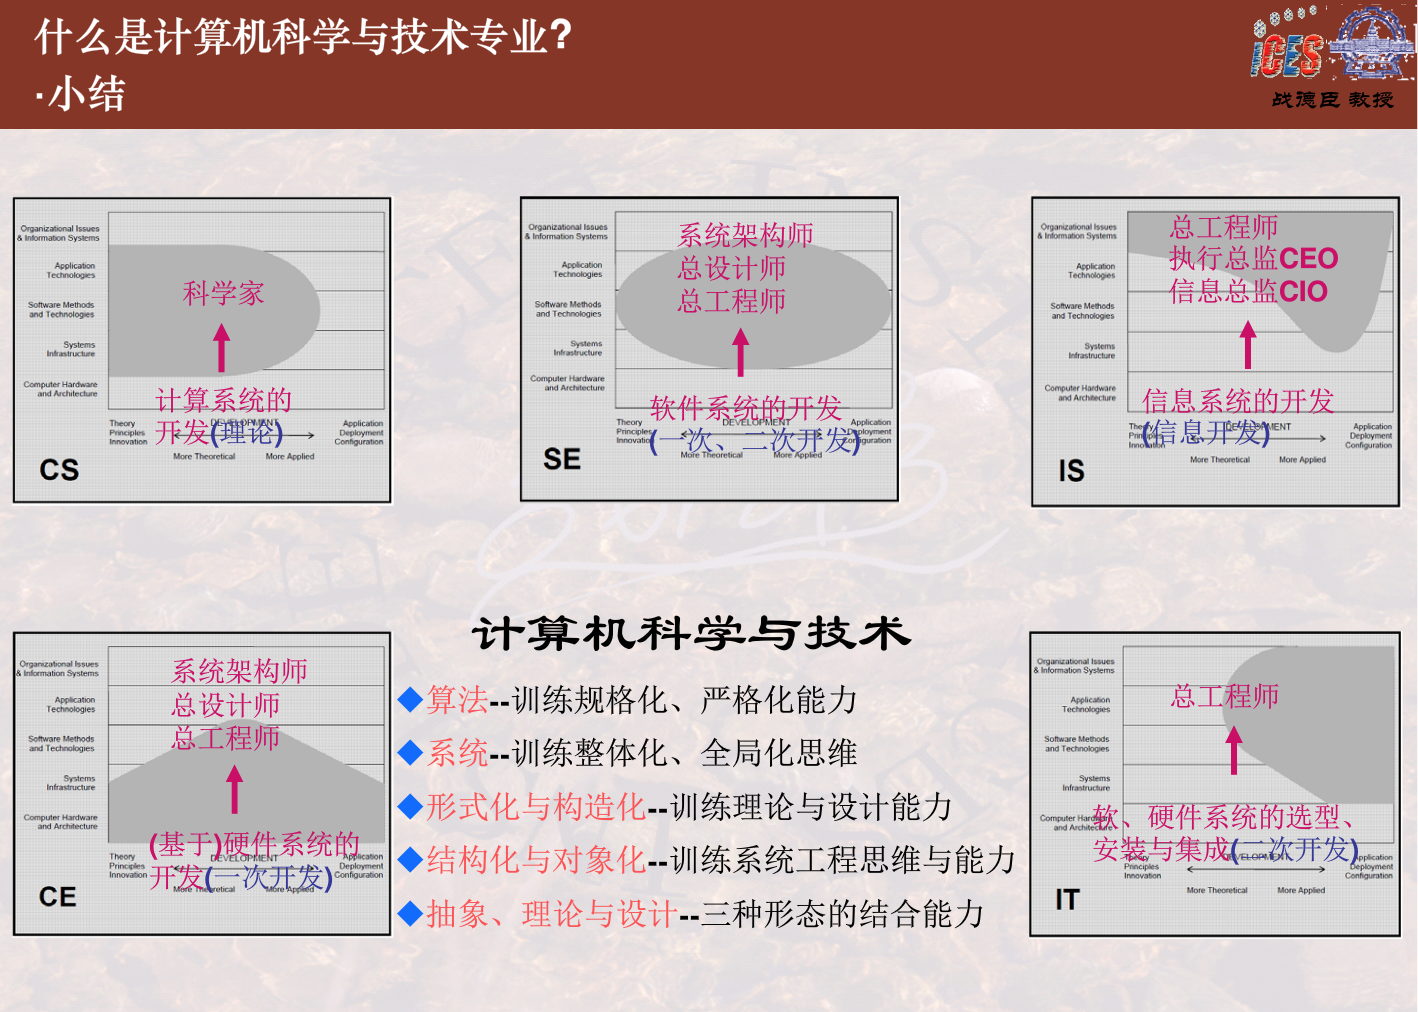 什么是计算机科学与技术专业?
·小结
iCES
战德臣 教授
Organizational Issues
& Information Systems
Application
Technologies
Software Methods
and Technologies
Systems
Infrastructure
Computer Hardware
and Architecture
科学家
计算系统的
开发(理论)
Theory
Principles
Innovation
DEVELOPMENT
Application
Deployment
Configuration
More Theoretical
More Applied
CS
Organizational Issues
& Information Systems
Application
Technologies
Software Methods
and Technologies
Systems
Infrastructure
Computer Hardware
and Architecture
系统架构师
总设计师
总工程师
软件系统的开发
(一次、二次开发)
Theory
Principles
Innovation
DEVELOPMENT
Application
Deployment
Configuration
More Theoretical
More Applied
SE
Organizational Issues
& Information Systems
Application
Technologies
Software Methods
and Technologies
Systems
Infrastructure
Computer Hardware
and Architecture
总工程师
执行总监CEO
信息总监CIO
信息系统的开发
(信息开发)
Theory
Principles
Innovation
DEVELOPMENT
Application
Deployment
Configuration
More Theoretical
More Applied
IS
Organizational Issues
& Information Systems
Application
Technologies
Software Methods
and Technologies
Systems
Infrastructure
Computer Hardware
and Architecture
系统架构师
总设计师
总工程师
(基于)硬件系统的
开发(一次开发)
Theory
Principles
Innovation
DEVELOPMENT
Application
Deployment
Configuration
More Theoretical
More Applied
CE
计算机科学与技术
◆算法--训练规格化、严格化能力
◆系统--训练整体化、全局化思维
◆形式化与构造化--训练理论与设计能力
◆结构化与对象化--训练系统工程思维与能力
◆抽象、理论与设计--三种形态的结合能力
Organizational Issues
& Information Systems
Application
Technologies
Software Methods
and Technologies
Systems
Infrastructure
Computer Hardware
and Architecture
总工程师
软、硬件系统的选型、
安装与集成(二次开发)
Theory
Principles
Innovation
DEVELOPMENT
Application
Deployment
Configuration
More Theoretical
More Applied
IT